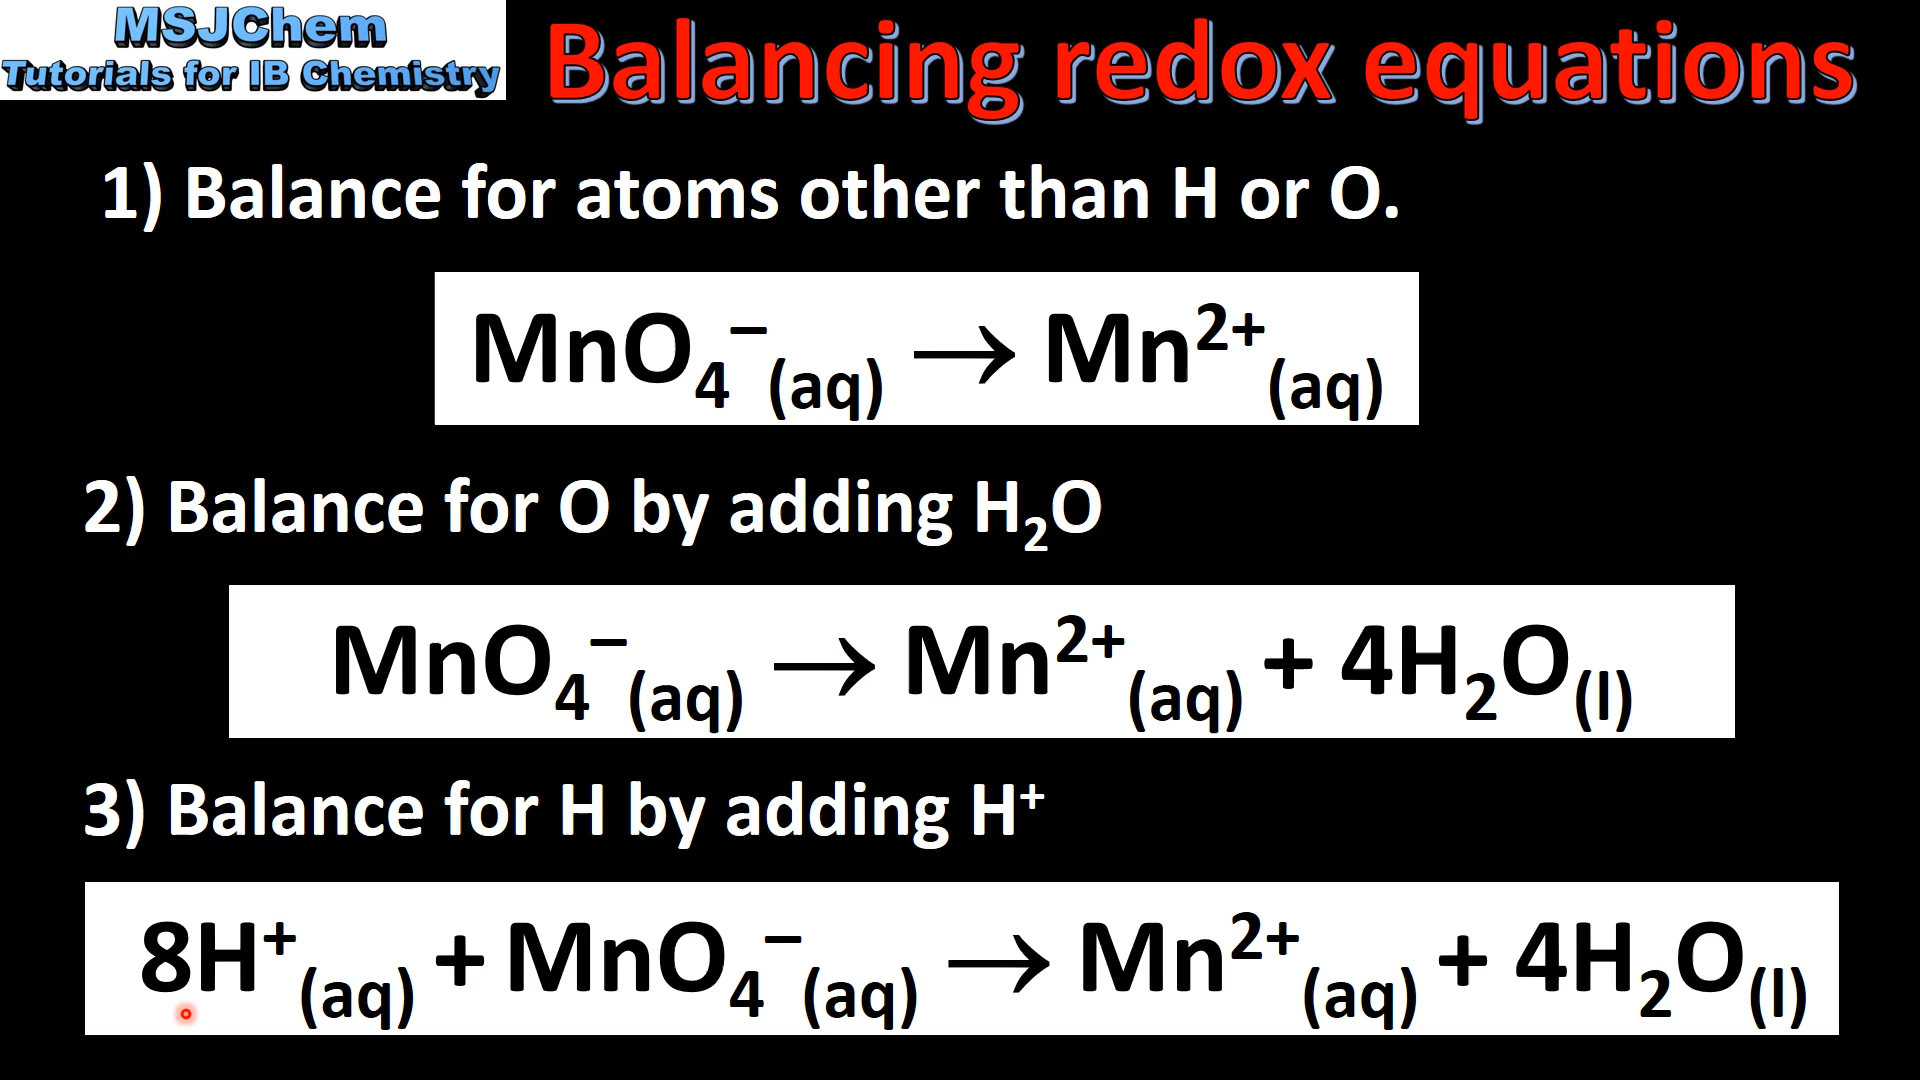 MSJChem
Tutorials for IB Chemistry
Balancing redox equations
1) Balance for atoms other than H or O.
MnO₄⁻(aq) → Mn²⁺(aq)
2) Balance for O by adding H₂O
MnO₄⁻(aq) → Mn²⁺(aq) + 4H₂O(l)
3) Balance for H by adding H⁺
8H⁺(aq) + MnO₄⁻(aq) → Mn²⁺(aq) + 4H₂O(l)